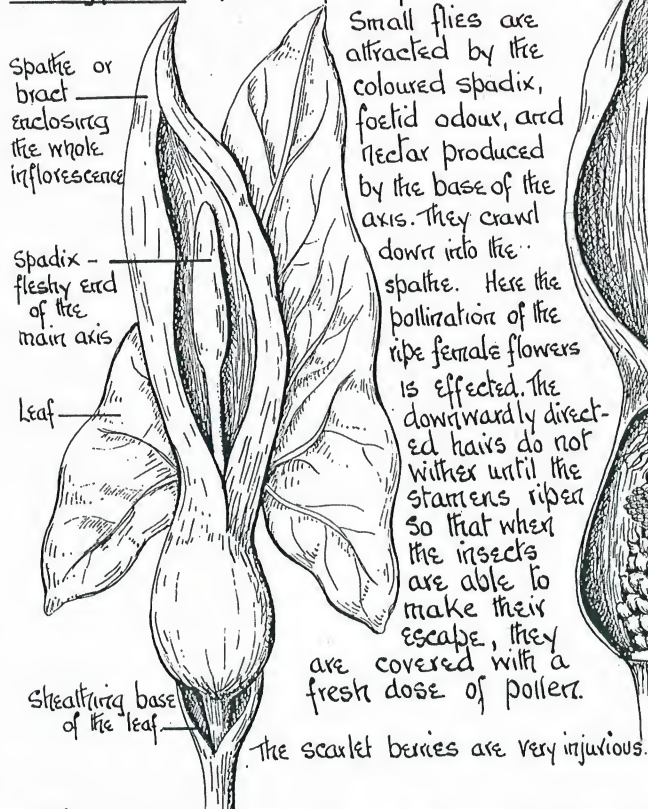 Spathe or
bract
enclosing
the whole
inflorescence
Spadix -
fleshy end
of the
main axis
Leaf
Sheathing base
of the leaf
Small flies are
attracted by the
coloured spadix,
foetid odour, and
nectar produced
by the base of the
axis. They crawl
down into the
spathe. Here the
pollination of the
ripe female flowers
is effected. The
downwardly direct-
ed hairs do not
wither until the
stamens ripen
so that when
the insects
are able to
make their
escape, they
are covered with a
fresh dose of pollen.
The scarlet berries are very injurious.